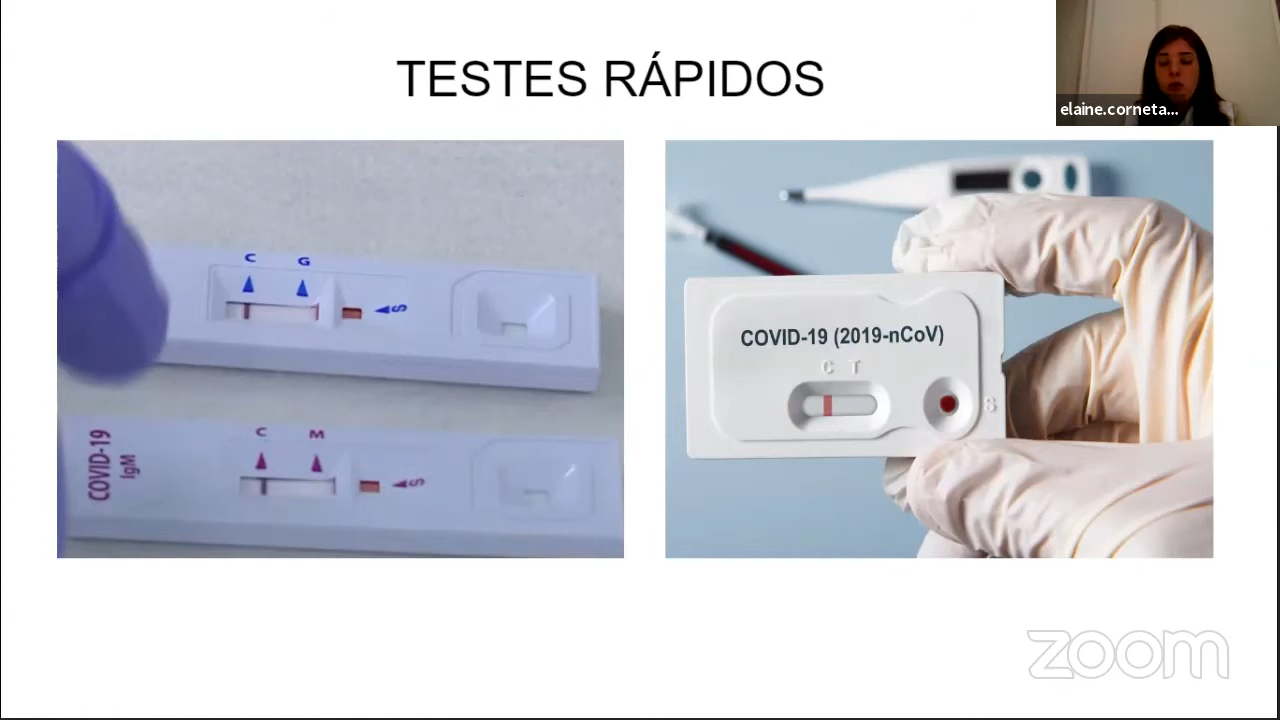 TESTES RÁPIDOS
elaine.corneta...
C G
S
COVID-19
IgM
C M
S
COVID-19 (2019-nCoV)
C T
S
zoom